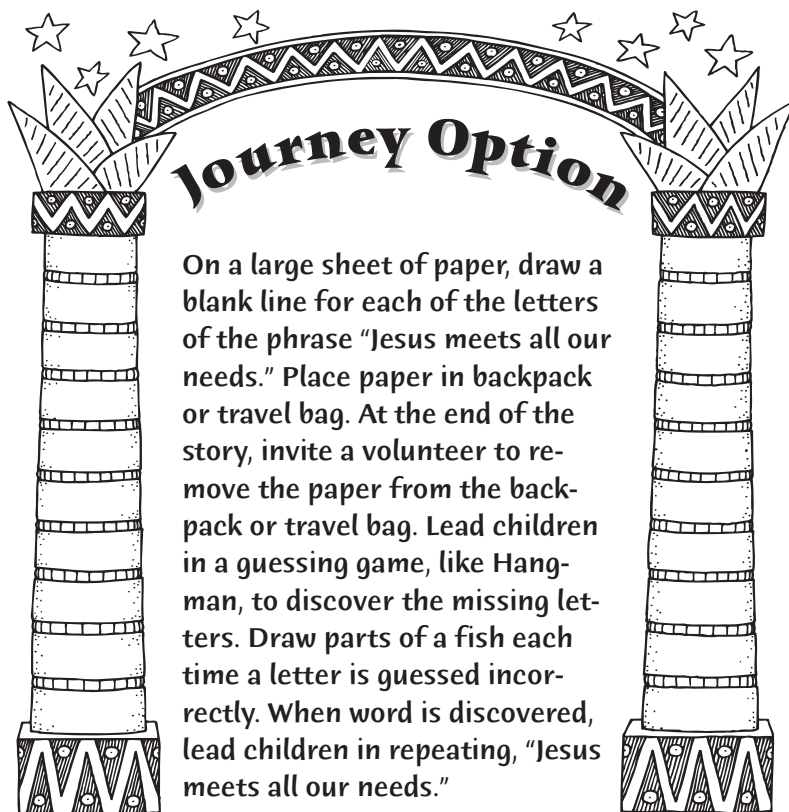 Journey Option
On a large sheet of paper, draw a
blank line for each of the letters
of the phrase “Jesus meets all our
needs.” Place paper in backpack
or travel bag. At the end of the
story, invite a volunteer to re-
move the paper from the back-
pack or travel bag. Lead children
in a guessing game, like Hang-
man, to discover the missing let-
ters. Draw parts of a fish each
time a letter is guessed incor-
rectly. When word is discovered,
lead children in repeating, “Jesus
meets all our needs.”